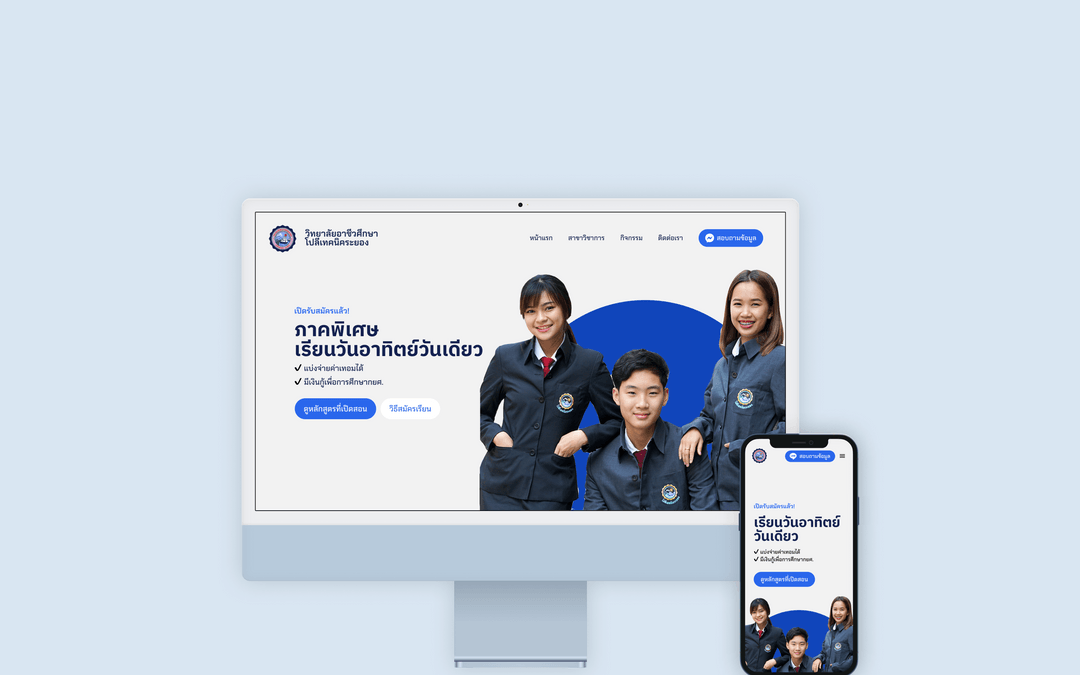 วิทยาลัยอาชีวศึกษา
โปลีเทคนิคระยอง
หน้าแรก
สาขาวิชาการ
กิจกรรม
ติดต่อเรา
สอบถามข้อมูล
เปิดรับสมัครแล้ว!
ภาคพิเศษ
เรียนวันอาทิตย์วันเดียว
✓ แบ่งจ่ายค่าเทอมได้
✓ มีเงินกู้เพื่อการศึกษากยศ.
ดูหลักสูตรที่เปิดสอน
วิธีสมัครเรียน
สอบถามข้อมูล
เปิดรับสมัครแล้ว!
เรียนวันอาทิตย์
วันเดียว
✓ แบ่งจ่ายค่าเทอมได้
✓ มีเงินกู้เพื่อการศึกษากยศ.
ดูหลักสูตรที่เปิดสอน